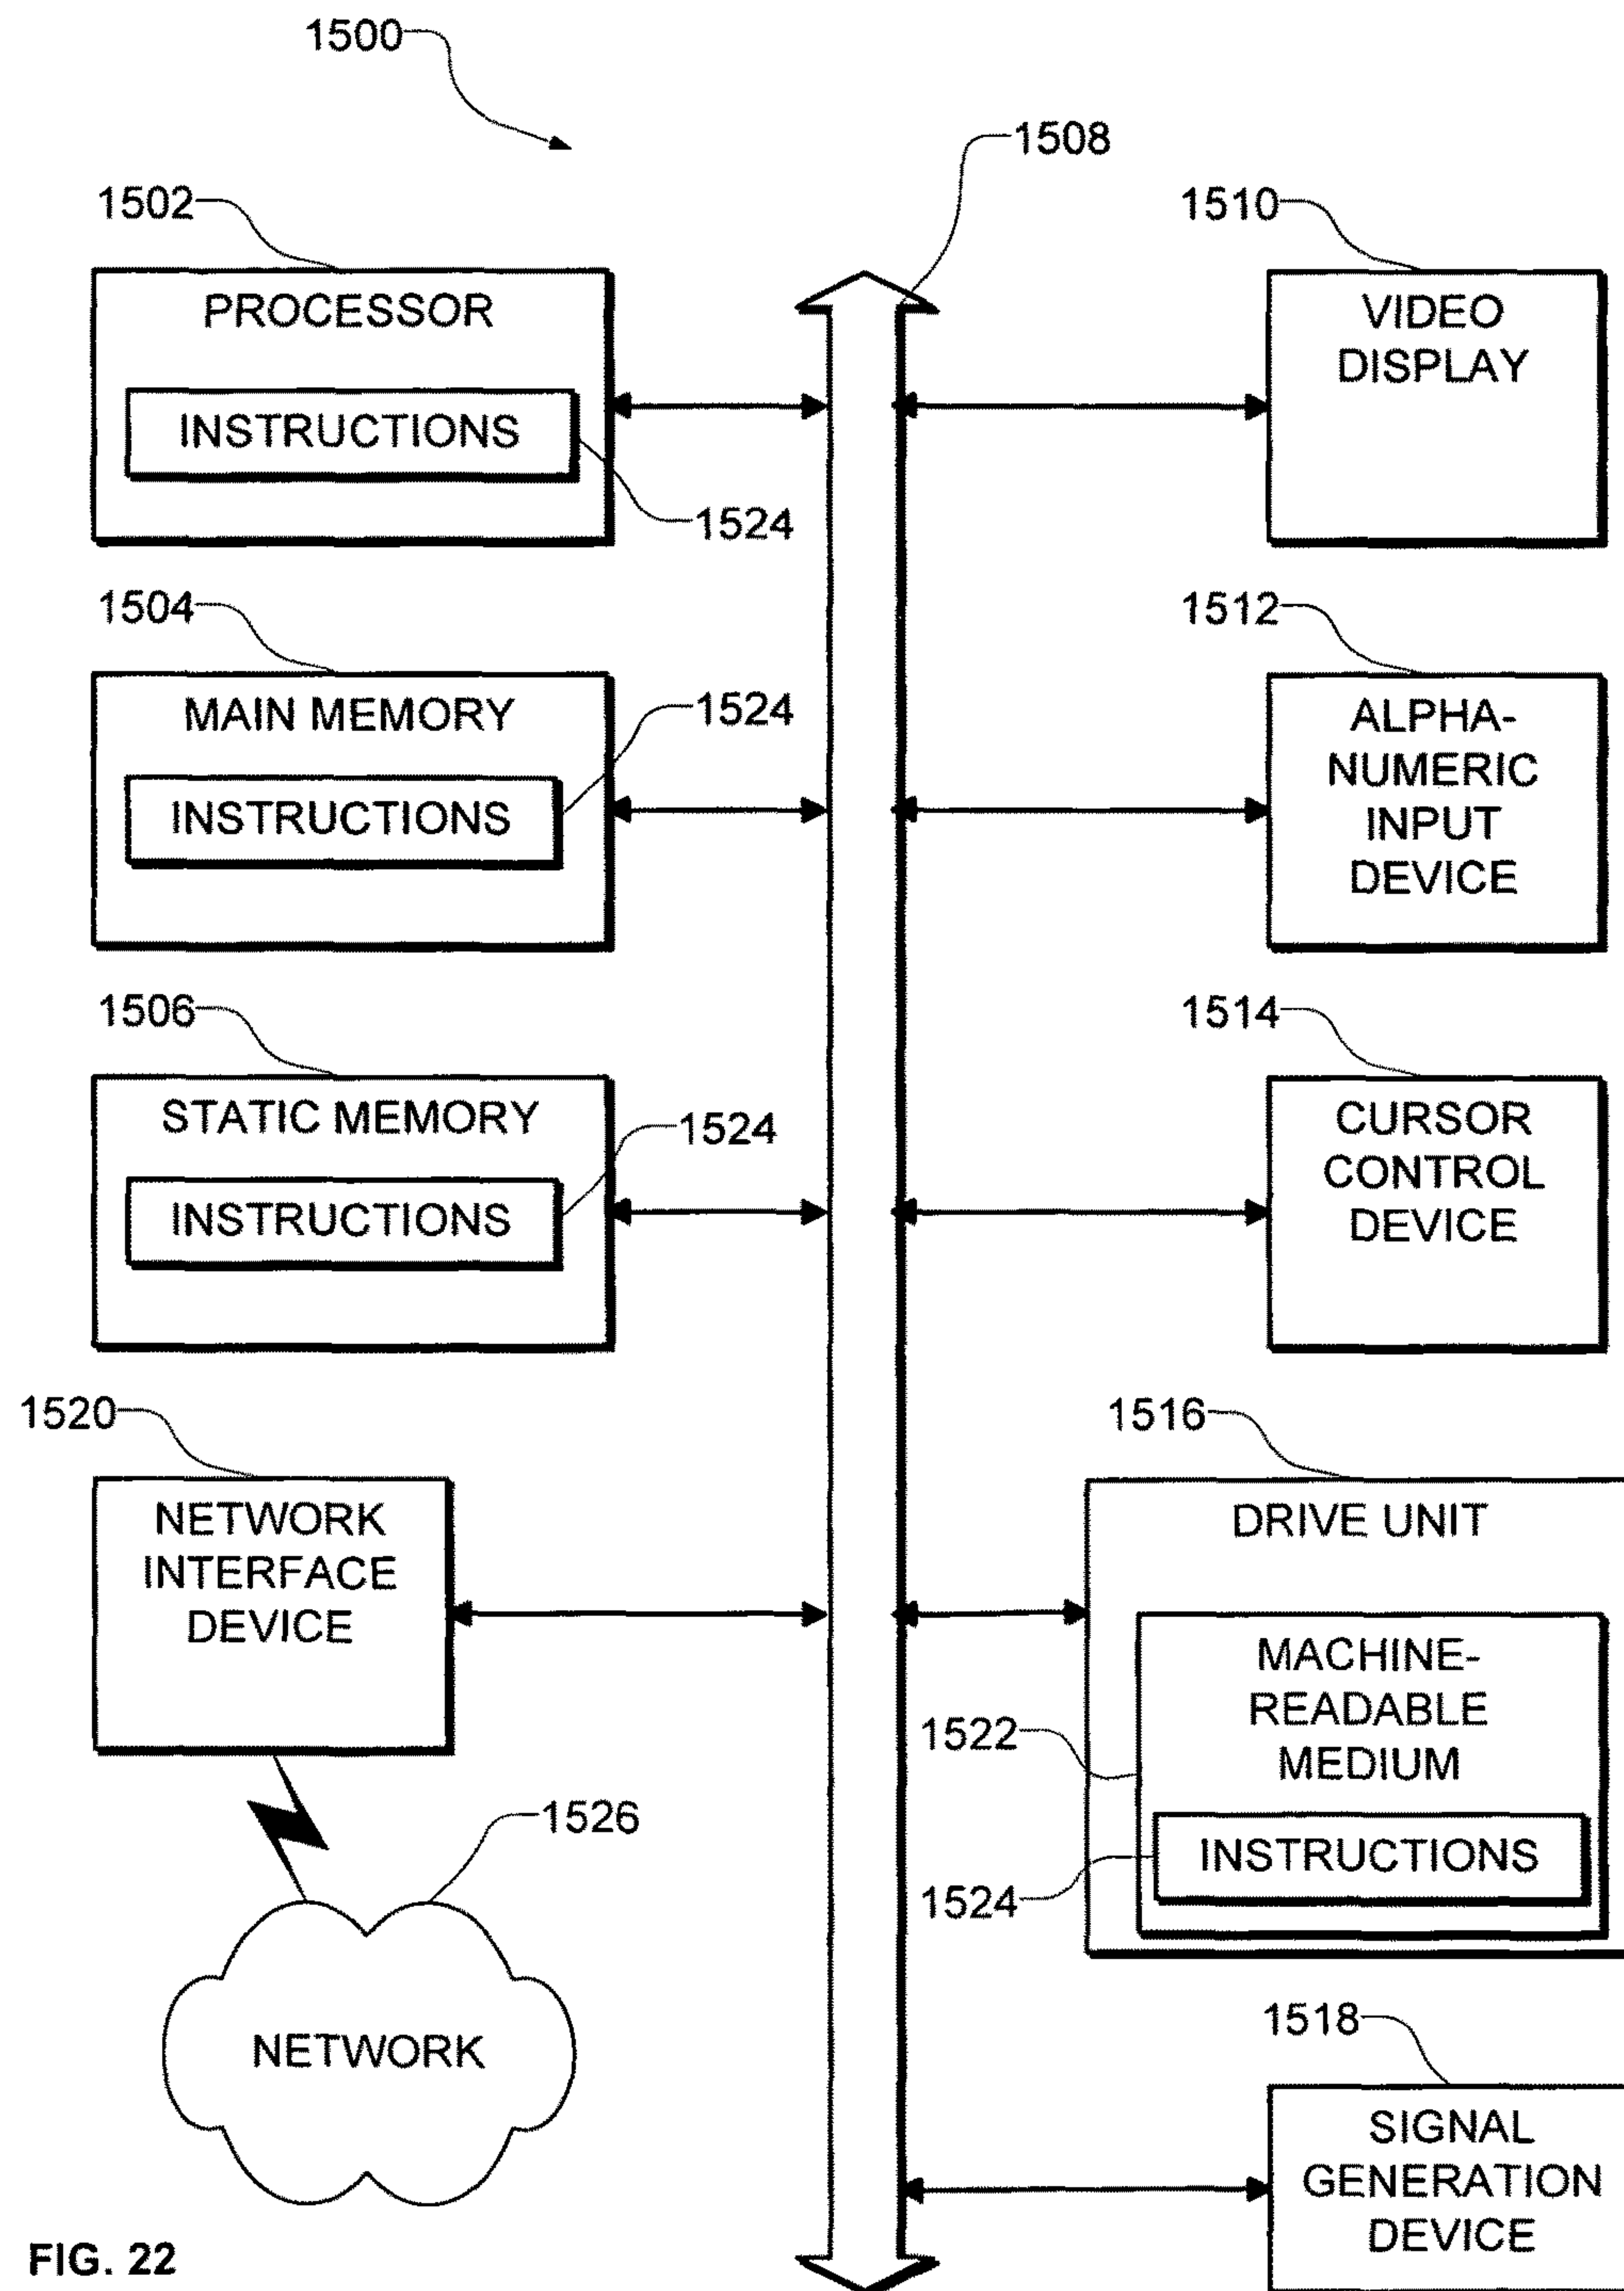 1500
1508
1502
PROCESSOR
INSTRUCTIONS
1524
1510
VIDEO
DISPLAY
1504
MAIN MEMORY
1524
INSTRUCTIONS
1512
ALPHA-
NUMERIC
INPUT
DEVICE
1506
STATIC MEMORY
1524
INSTRUCTIONS
1514
CURSOR
CONTROL
DEVICE
1520
NETWORK
INTERFACE
DEVICE
1516
DRIVE UNIT
MACHINE-
READABLE
MEDIUM
1522
INSTRUCTIONS
1524
1526
NETWORK
1518
SIGNAL
GENERATION
DEVICE
FIG. 22